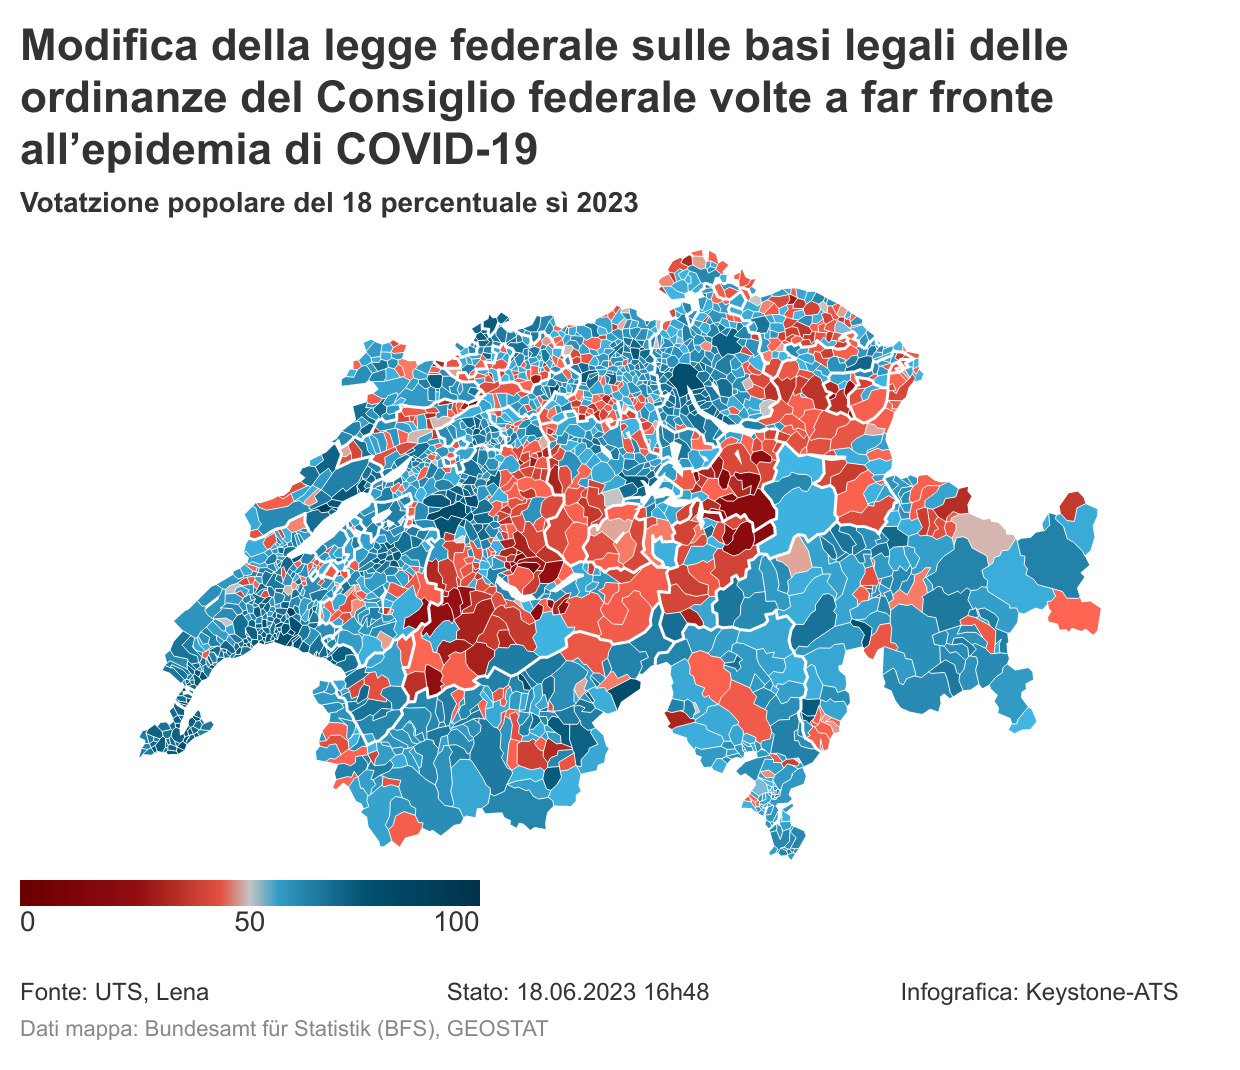 Modifica della legge federale sulle basi legali delle
ordinanze del Consiglio federale volte a far fronte
all’epidemia di COVID-19
Votatzione popolare del 18 percentuale sì 2023
0 50 100
Fonte: UTS, Lena Stato: 18.06.2023 16h48 Infografica: Keystone-ATS
Dati mappa: Bundesamt für Statistik (BFS), GEOSTAT